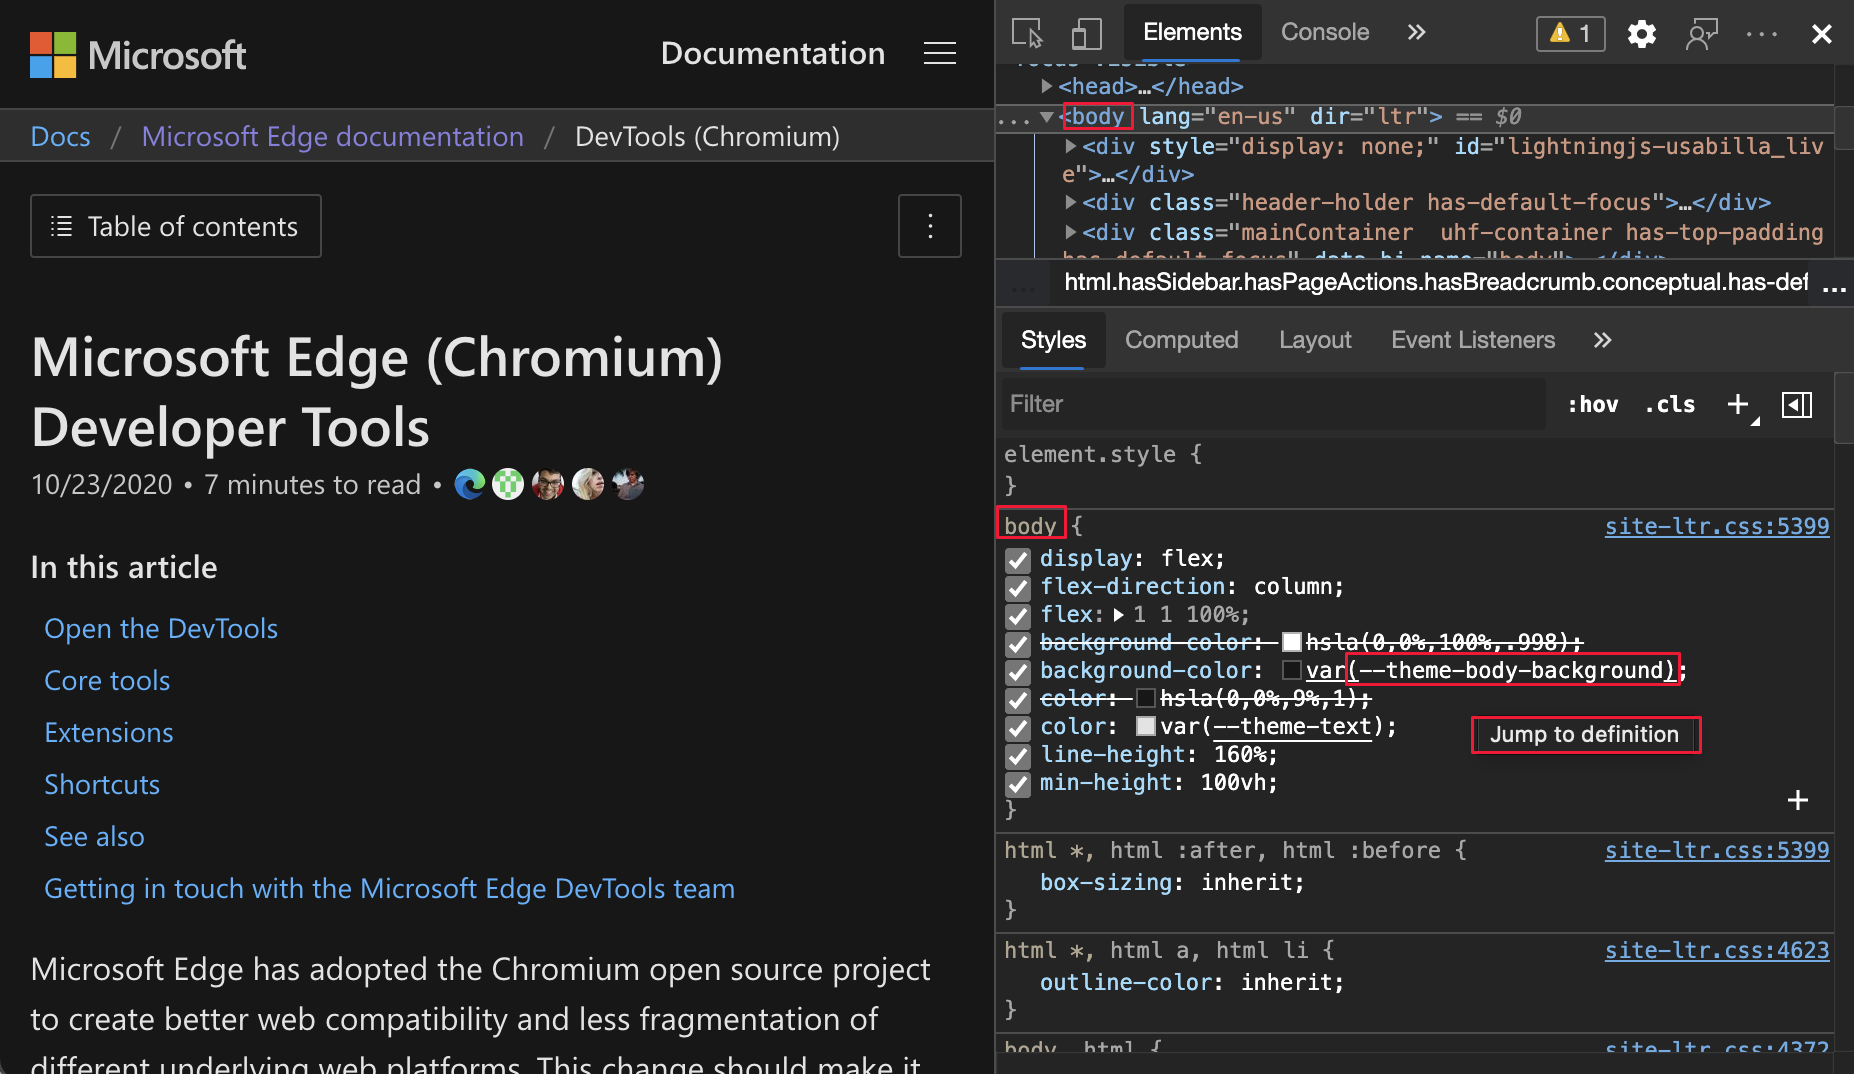 Microsoft
Documentation
Docs / Microsoft Edge documentation / DevTools (Chromium)
Table of contents
Microsoft Edge (Chromium)
Developer Tools
10/23/2020 • 7 minutes to read •
In this article
Open the DevTools
Core tools
Extensions
Shortcuts
See also
Getting in touch with the Microsoft Edge DevTools team
Microsoft Edge has adopted the Chromium open source project
to create better web compatibility and less fragmentation of
different underlying web platforms. This change should make it
Elements Console » 1
<head>…</head>
...<body lang="en-us" dir="ltr"> == $0
<div style="display: none;" id="lightningjs-usabilla_liv
e">…</div>
<div class="header-holder has-default-focus">…</div>
<div class="mainContainer uhf-container has-top-padding
has-default-focus" data-bi-name="body">…</div>
... html.hasSidebar.hasPageActions.hasBreadcrumb.conceptual.has-def ...
Styles Computed Layout Event Listeners »
Filter :hov .cls +
element.style {
}
body { site-ltr.css:5399
display: flex;
flex-direction: column;
flex: 1 1 100%;
background-color: hsla(0,0%,100%,.998);
background-color: var(--theme-body-background);
color: hsla(0,0%,9%,1);
color: var(--theme-text);
Jump to definition
line-height: 160%;
min-height: 100vh;
}
+
html *, html :after, html :before { site-ltr.css:5399
box-sizing: inherit;
}
html *, html a, html li { site-ltr.css:4623
outline-color: inherit;
}
body, html { site-ltr.css:4372